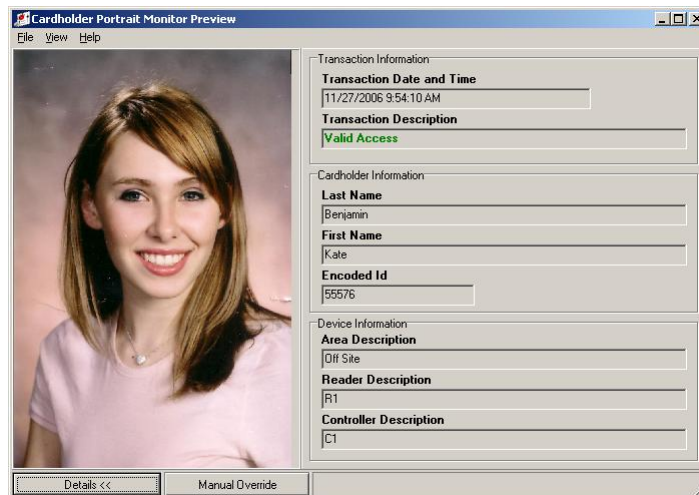 Cardholder Portrait Monitor Preview
File View Help
Transaction Information
Transaction Date and Time
11/27/2006 9:54:10 AM
Transaction Description
Valid Access
Cardholder Information
Last Name
Benjamin
First Name
Kate
Encoded Id
55576
Device Information
Area Description
Off Site
Reader Description
R1
Controller Description
C1
Details << Manual Override